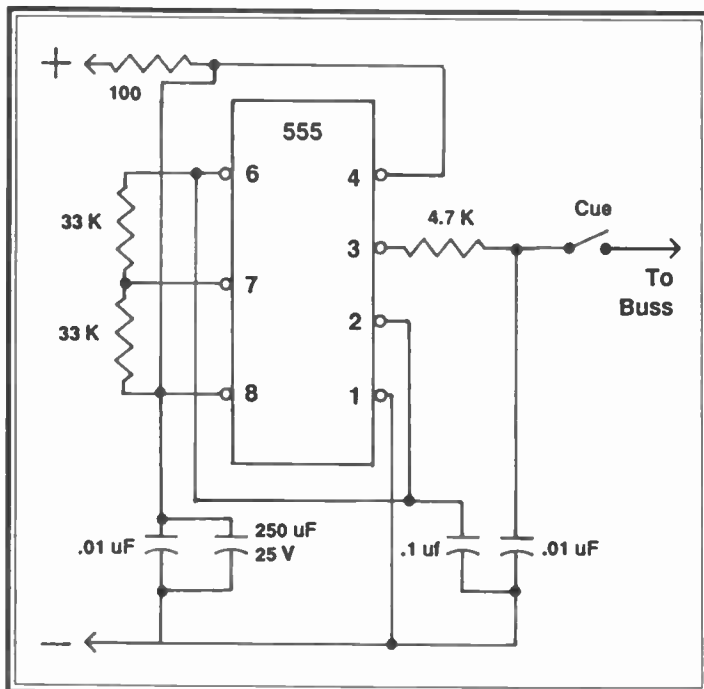 +
100
555
6
4
33 K
4.7 K
Cue
3
7
To
Buss
2
33 K
8
1
.01 uF
250 uF
25 V
.1 uf
.01 uF
—